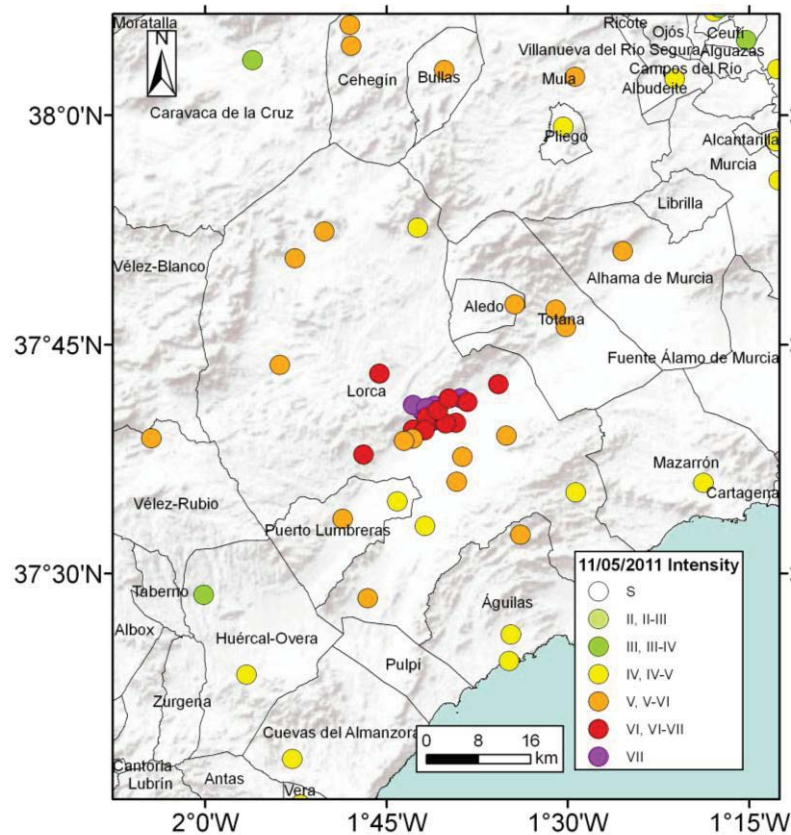 Moratalla
Ricote
Ojós
Ceutí
N
Cehegín
Bullas
Villanueva del Río Segura
Alguazas
Mula
Campos del Río
Albudeite
38°0'N
Caravaca de la Cruz
Pliego
Alcantarilla
Murcia
Librilla
Vélez-Blanco
Alhama de Murcia
Aledo
Totana
37°45'N
Fuente Álamo de Murcia
Lorca
Mazarrón
Cartagena
Vélez-Rubio
Puerto Lumbreras
37°30'N
11/05/2011 Intensity
S
II, II-III
III, III-IV
IV, IV-V
V, V-VI
VI, VI-VII
VII
Taberno
Águilas
Albox
Huércal-Overa
Pulpi
Zurgena
Cuevas del Almanzora
0 8 16
km
Cantoria
Lubrín
Antas
Vera
2°0'W 1°45'W 1°30'W 1°15'W